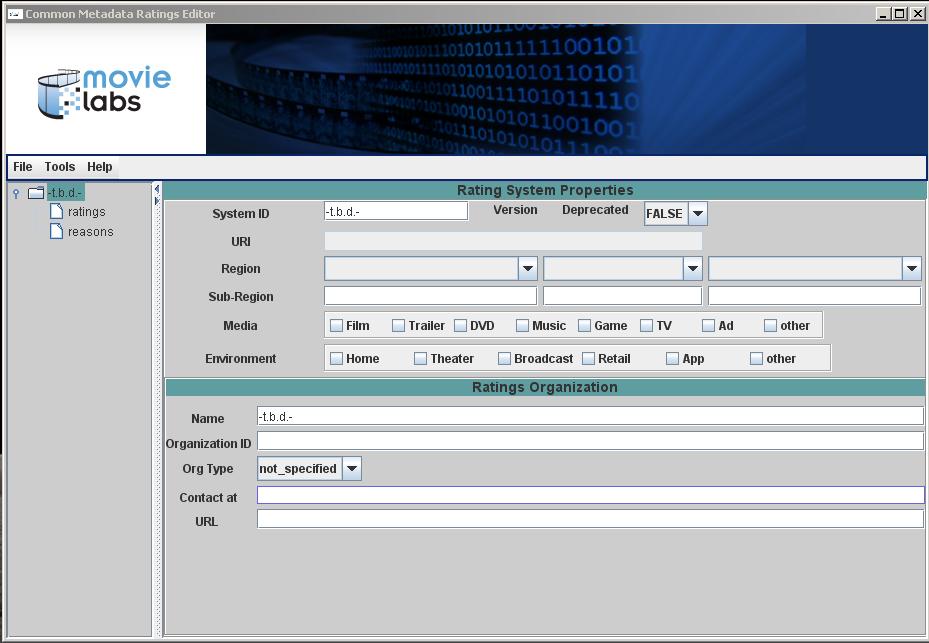 Common Metadata Ratings Editor
movie
labs
File Tools Help
-t.b.d.-
ratings
reasons
Rating System Properties
System ID -t.b.d.- Version Deprecated FALSE
URI
Region
Sub-Region
Media Film Trailer DVD Music Game TV Ad other
Environment Home Theater Broadcast Retail App other
Ratings Organization
Name -t.b.d.-
Organization ID
Org Type not_specified
Contact at
URL